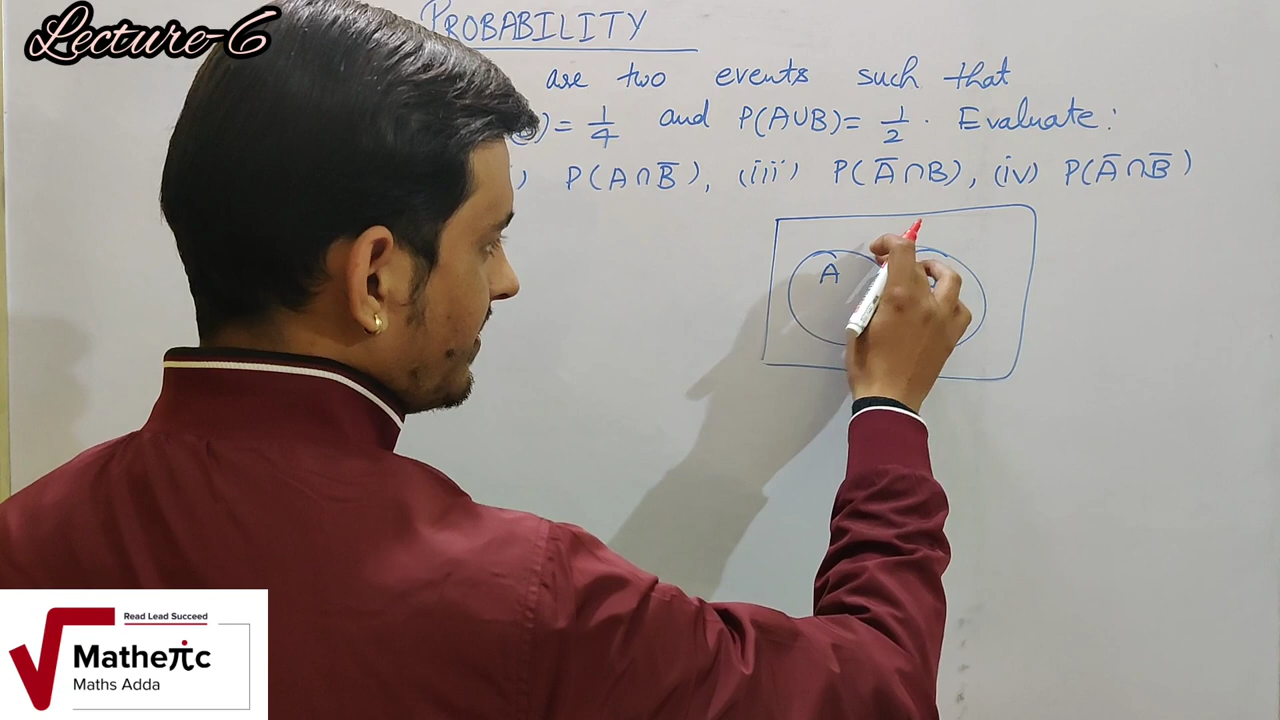 Lecture-6
PROBABILITY
are two events such that
)= 1/4 and P(A∪B)= 1/2. Evaluate:
) P(A∩B̅), (iii) P(A̅∩B), (iv) P(A̅∩B̅)
A
Read Lead Succeed
Matheπc
Maths Adda